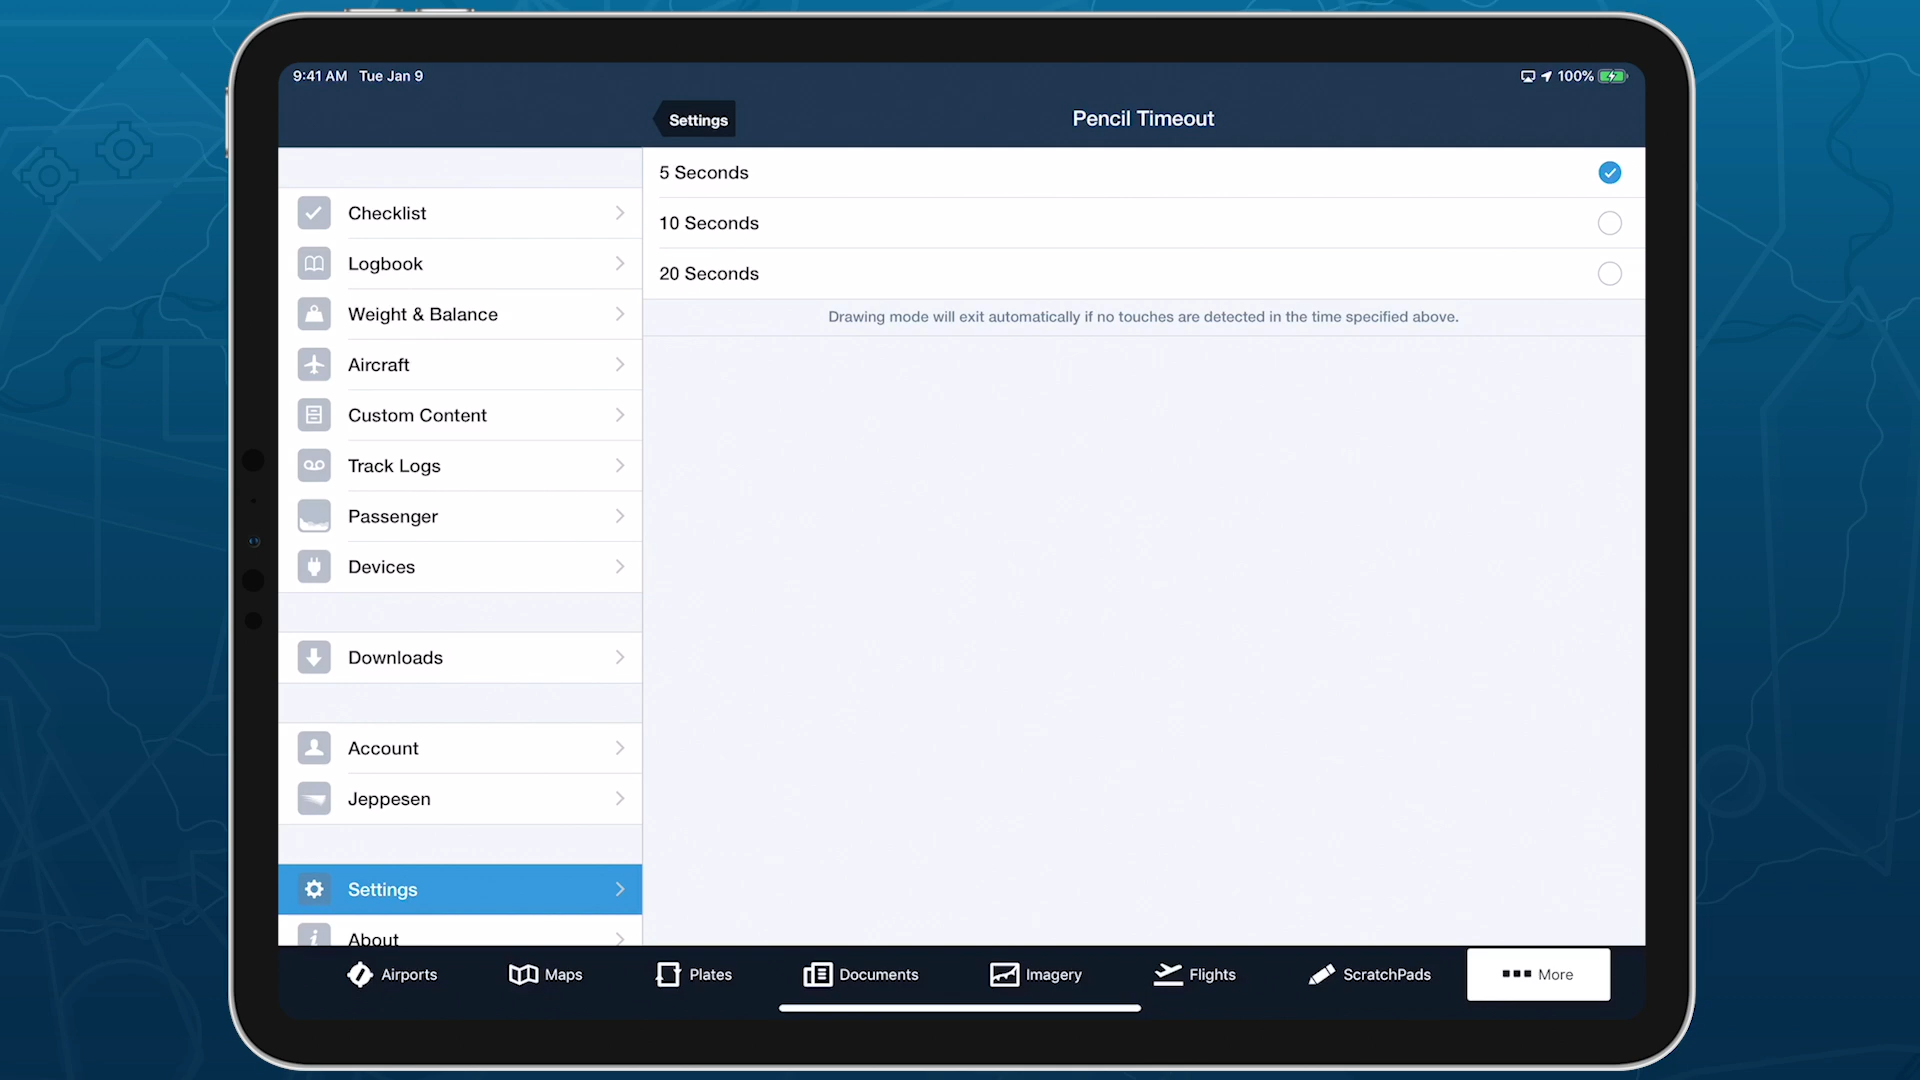 9:41 AM Tue Jan 9
100%
Settings
Pencil Timeout
Checklist
Logbook
Weight & Balance
Aircraft
Custom Content
Track Logs
Passenger
Devices
Downloads
Account
Jeppesen
Settings
About
5 Seconds
10 Seconds
20 Seconds
Drawing mode will exit automatically if no touches are detected in the time specified above.
Airports
Maps
Plates
Documents
Imagery
Flights
ScratchPads
More